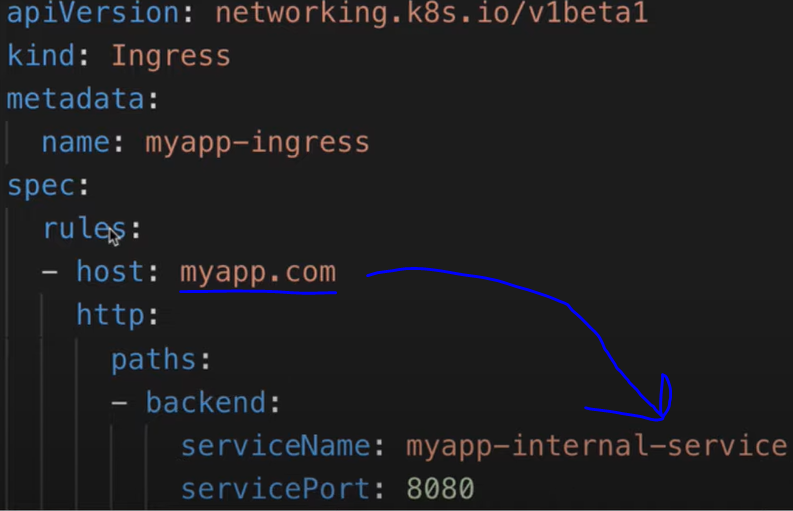 apiVersion: networking.k8s.io/v1beta1
kind: Ingress
metadata:
  name: myapp-ingress
spec:
  rules:
  - host: myapp.com
    http:
      paths:
      - backend:
          serviceName: myapp-internal-service
          servicePort: 8080